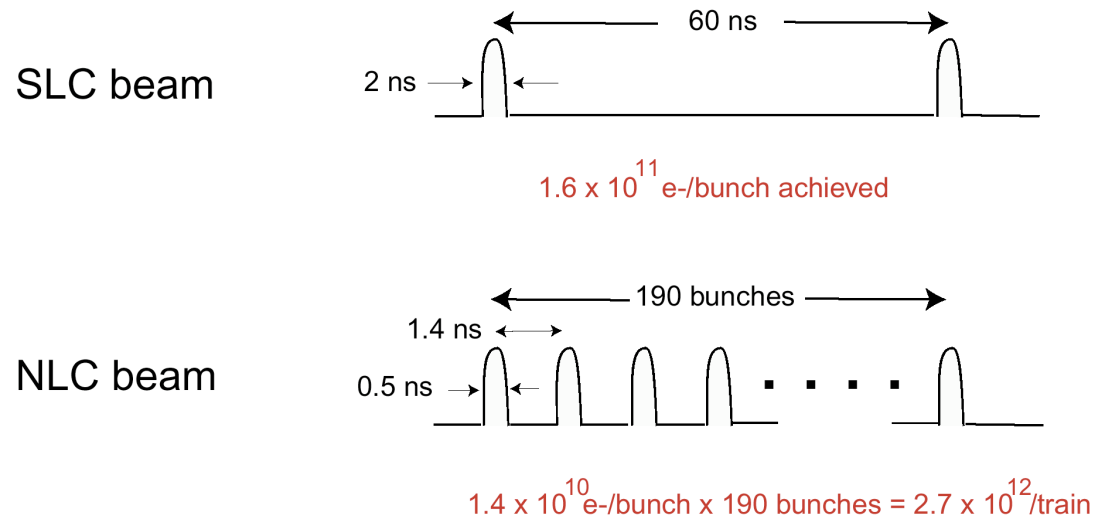 60 ns
SLC beam
2 ns
1.6 x 10^11 e-/bunch achieved
190 bunches
1.4 ns
NLC beam
0.5 ns
1.4 x 10^10 e-/bunch x 190 bunches = 2.7 x 10^12/train